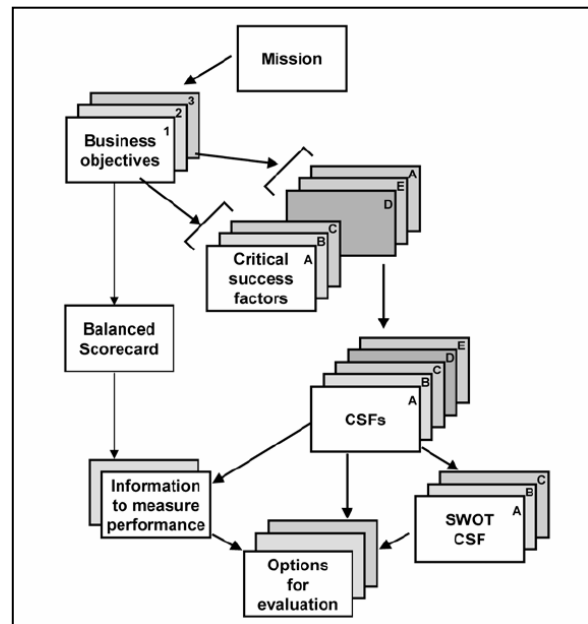 Mission
3
2
1
Business
objectives
A
E
D
C
B
A
Critical
success
factors
Balanced
Scorecard
E
D
C
B
A
CSFs
Information
to measure
performance
C
B
A
SWOT
CSF
Options
for
evaluation